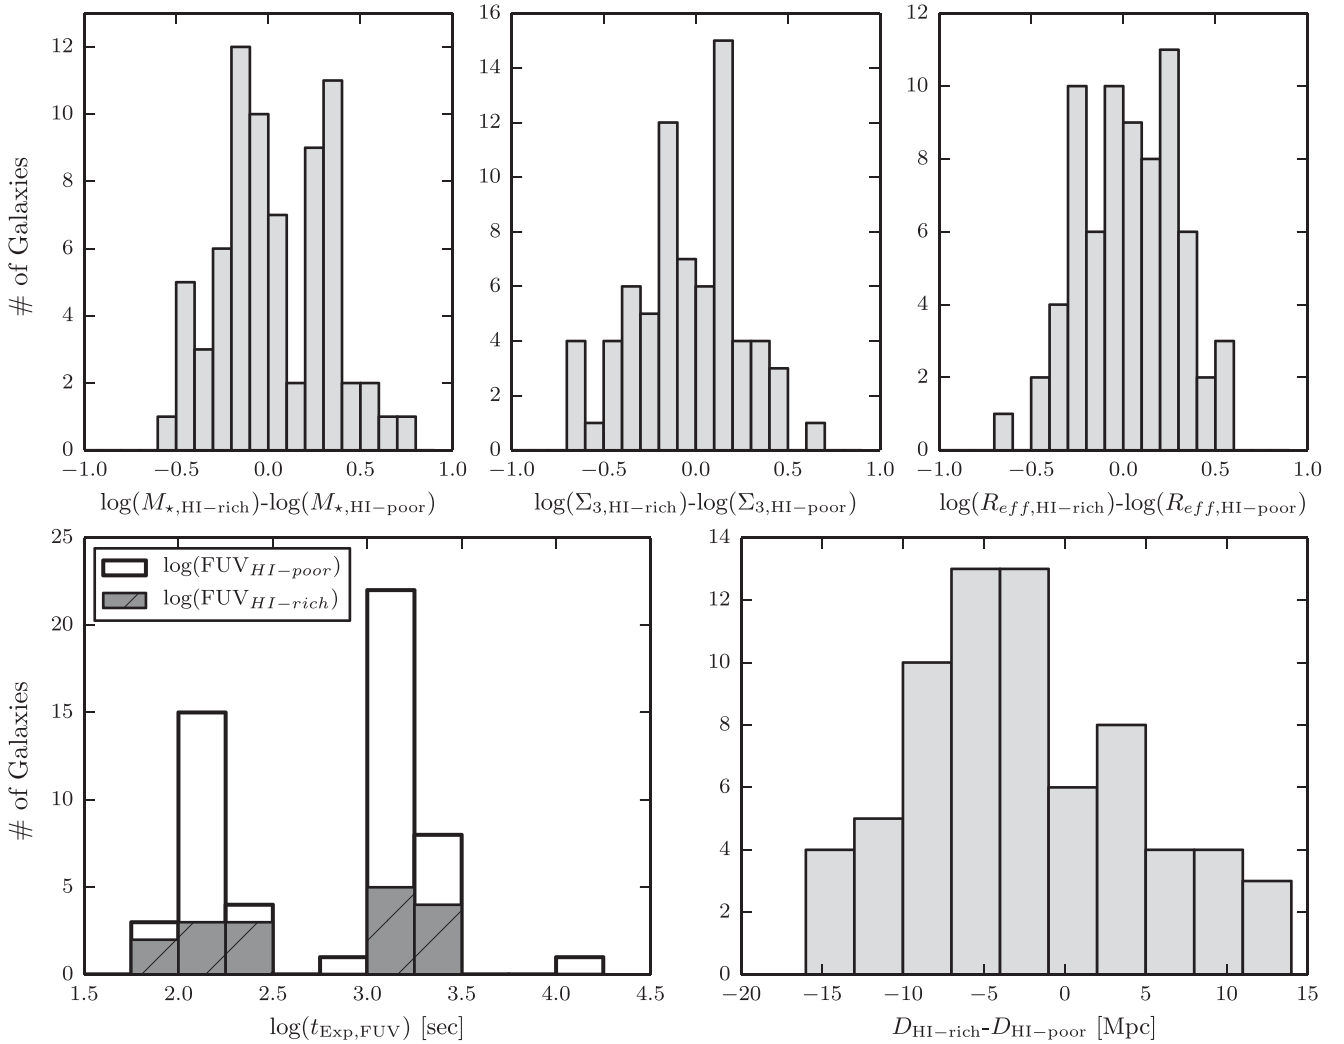 # of Galaxies
12
10
8
6
4
2
0
−1.0 −0.5 0.0 0.5 1.0
log(M⋆,HI−rich)-log(M⋆,HI−poor)
16
14
12
10
8
6
4
2
0
−1.0 −0.5 0.0 0.5 1.0
log(Σ3,HI−rich)-log(Σ3,HI−poor)
12
10
8
6
4
2
0
−1.0 −0.5 0.0 0.5 1.0
log(Reff,HI−rich)-log(Reff,HI−poor)
# of Galaxies
25
20
15
10
5
0
log(FUVHI−poor)
log(FUVHI−rich)
1.5 2.0 2.5 3.0 3.5 4.0 4.5
log(tExp,FUV) [sec]
14
12
10
8
6
4
2
0
−20 −15 −10 −5 0 5 10 15
DHI−rich-DHI−poor [Mpc]